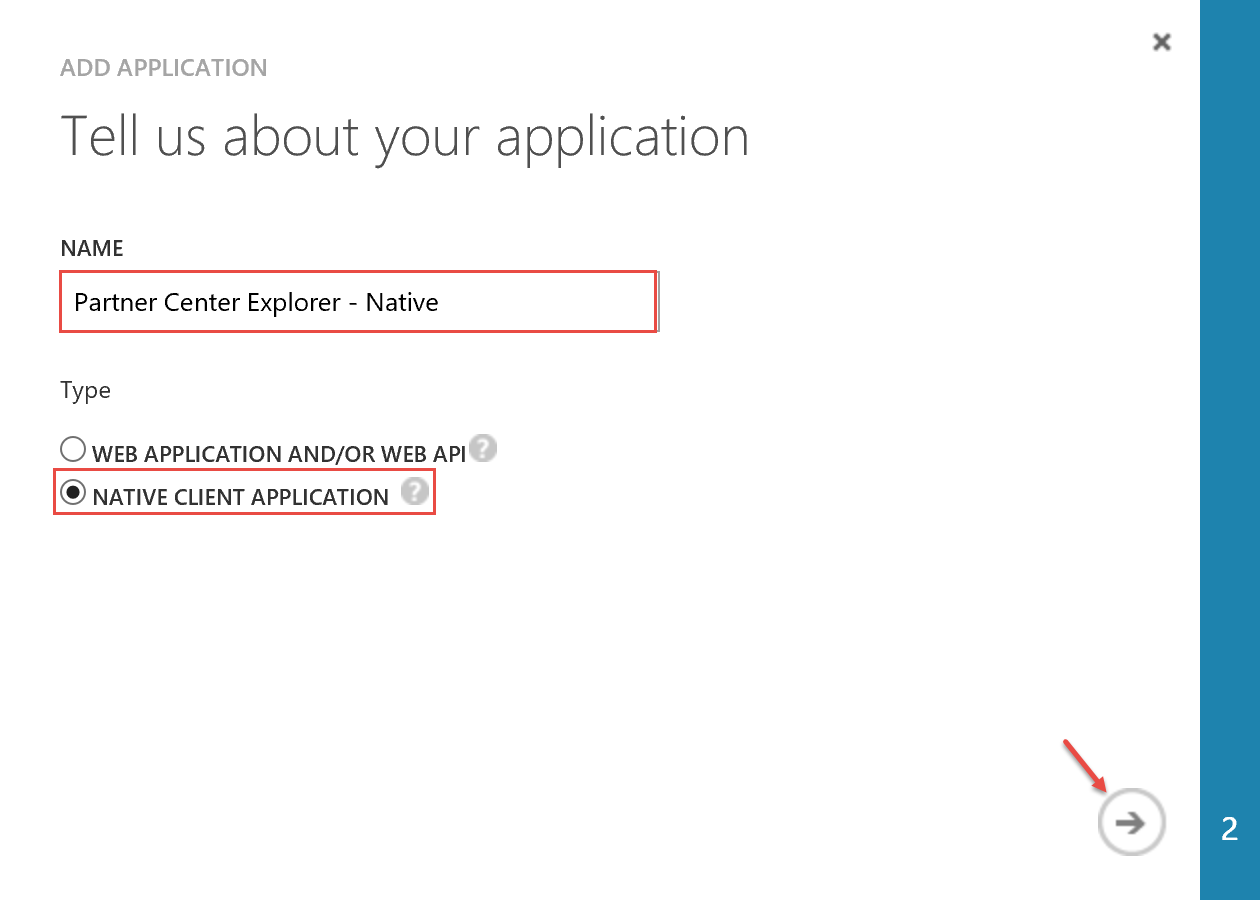 ADD APPLICATION
Tell us about your application
NAME
Partner Center Explorer - Native
Type
WEB APPLICATION AND/OR WEB API ?
NATIVE CLIENT APPLICATION ?
2